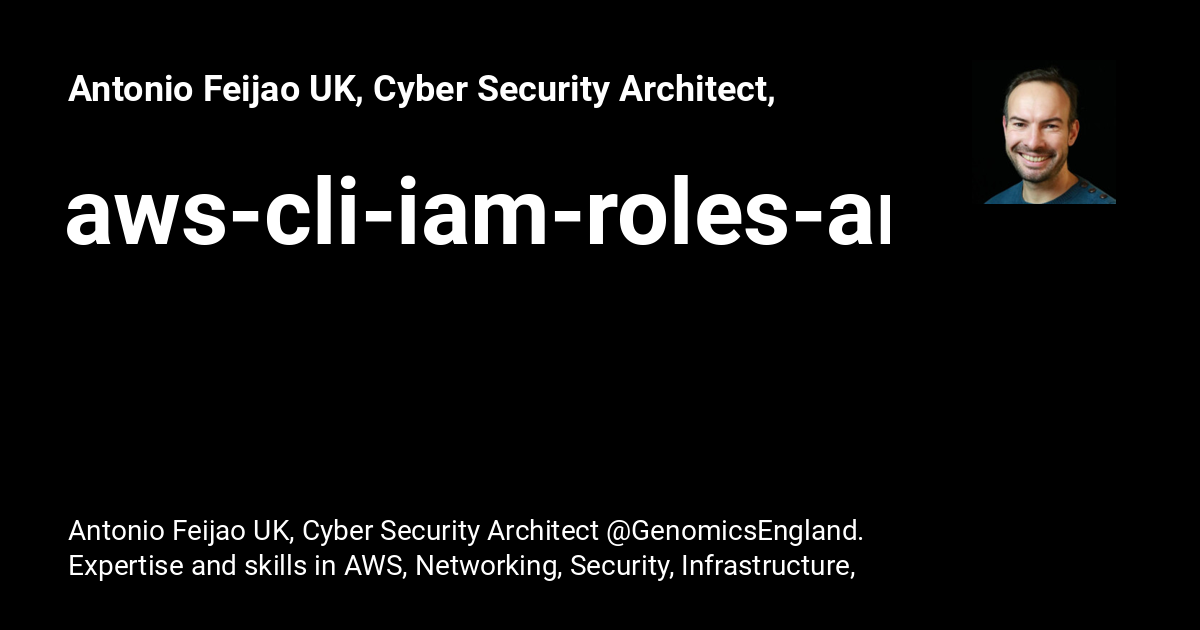 Antonio Feijao UK, Cyber Security Architect,
aws-cli-iam-roles-a
Antonio Feijao UK, Cyber Security Architect @GenomicsEngland.
Expertise and skills in AWS, Networking, Security, Infrastructure,